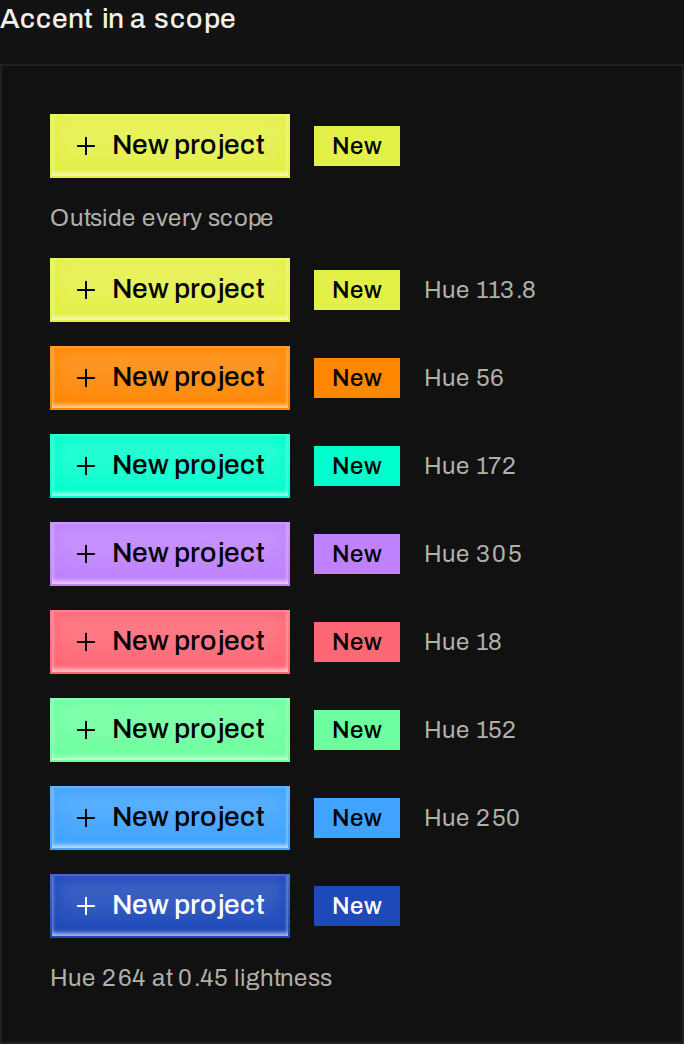 Accent in a scope
+ New project New
Outside every scope
+ New project New Hue 113.8
+ New project New Hue 56
+ New project New Hue 172
+ New project New Hue 305
+ New project New Hue 18
+ New project New Hue 152
+ New project New Hue 250
+ New project New
Hue 264 at 0.45 lightness